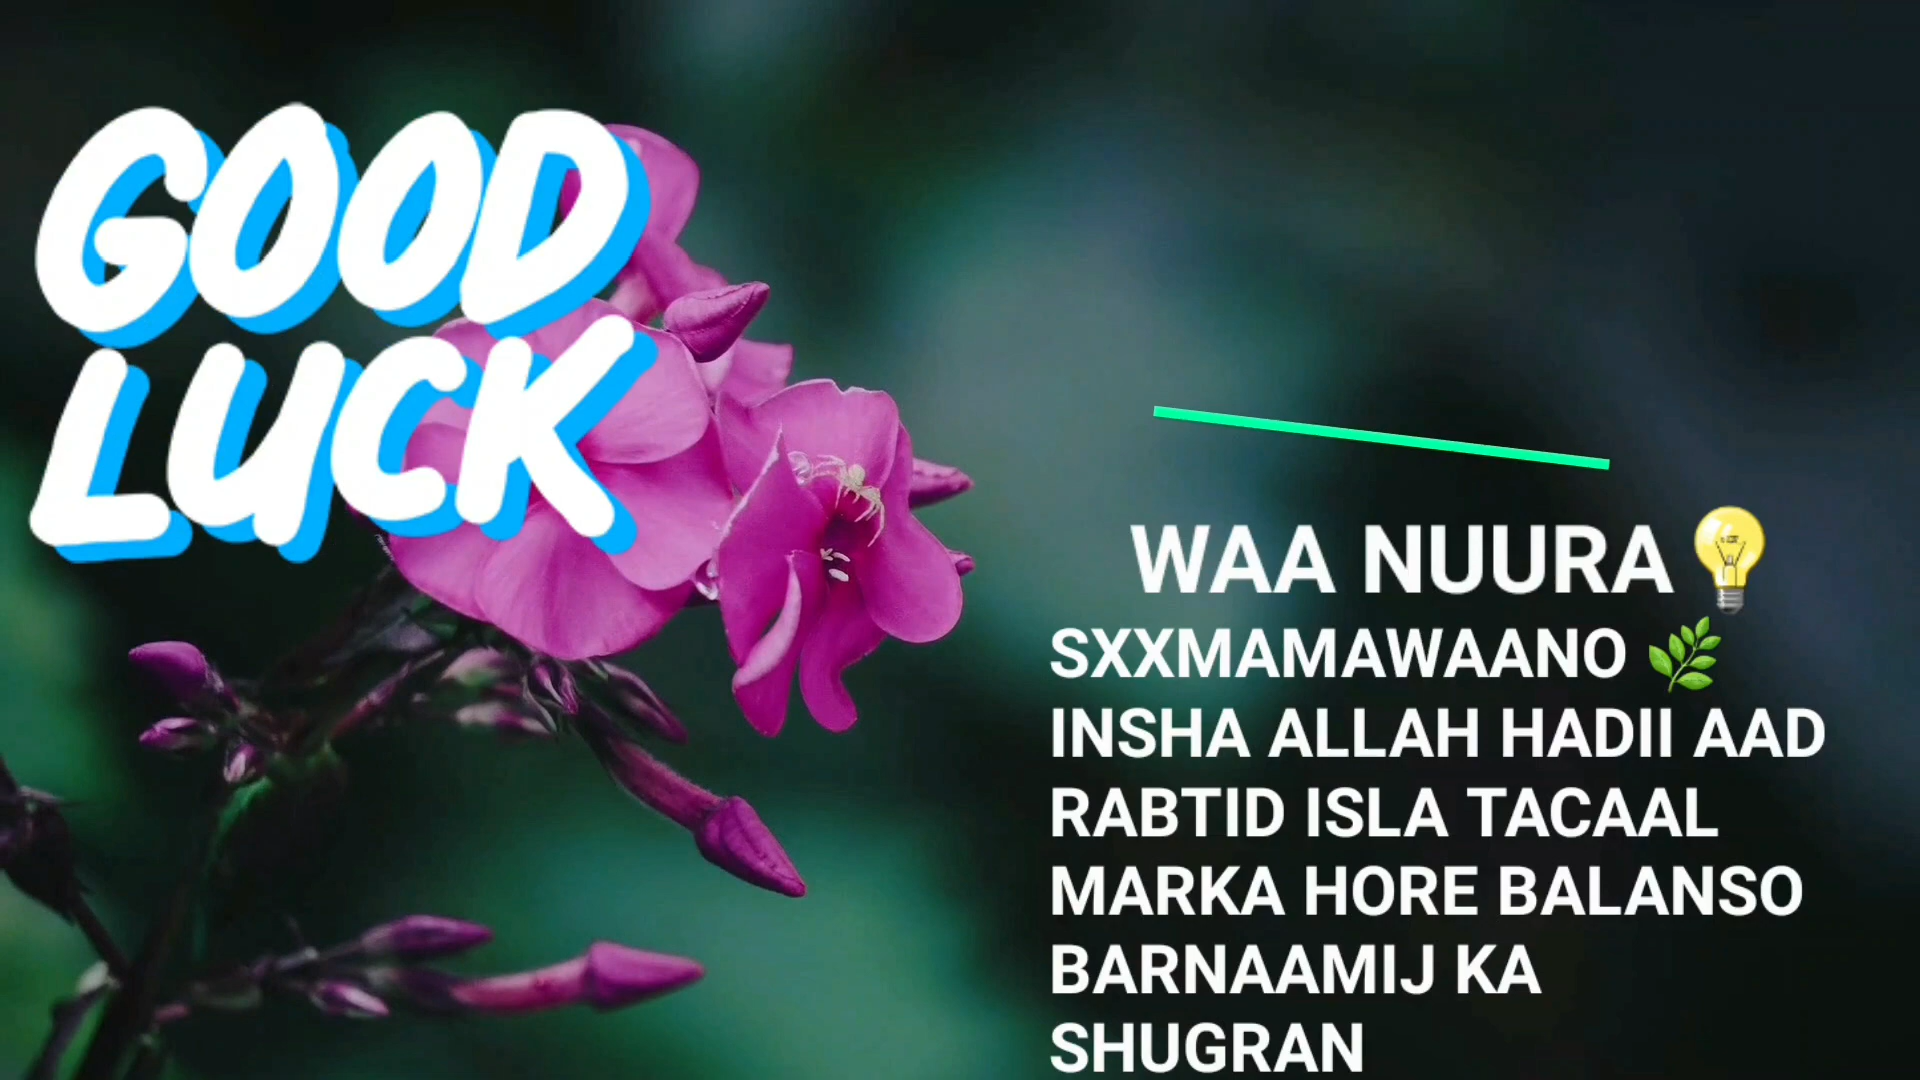 GOOD
LUCK
WAA NUURA💡
SXXMAMAWAANO 🌿
INSHA ALLAH HADII AAD
RABTID ISLA TACAAL
MARKA HORE BALANSO
BARNAAMIJ KA
SHUGRAN